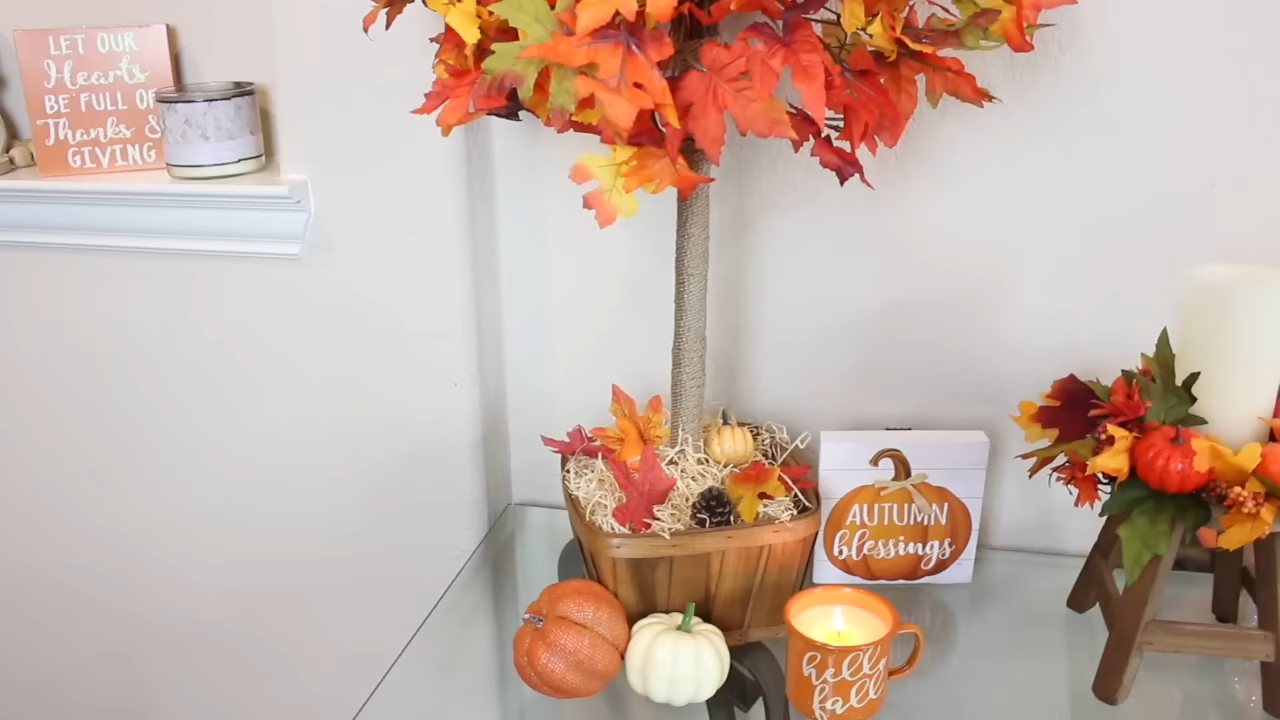 LET OUR
Hearts
BE FULL OF
Thanks &
GIVING
AUTUMN
blessings
hello
fall